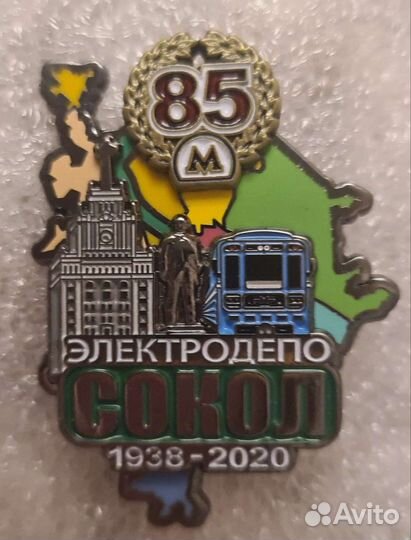 85
М
ЭЛЕКТРОДЕПО
СОКОЛ
1938-2020
Avito